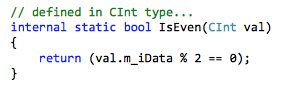 // defined in CInt type...
internal static bool IsEven(CInt val)
{
    return (val.m_iData % 2 == 0);
}